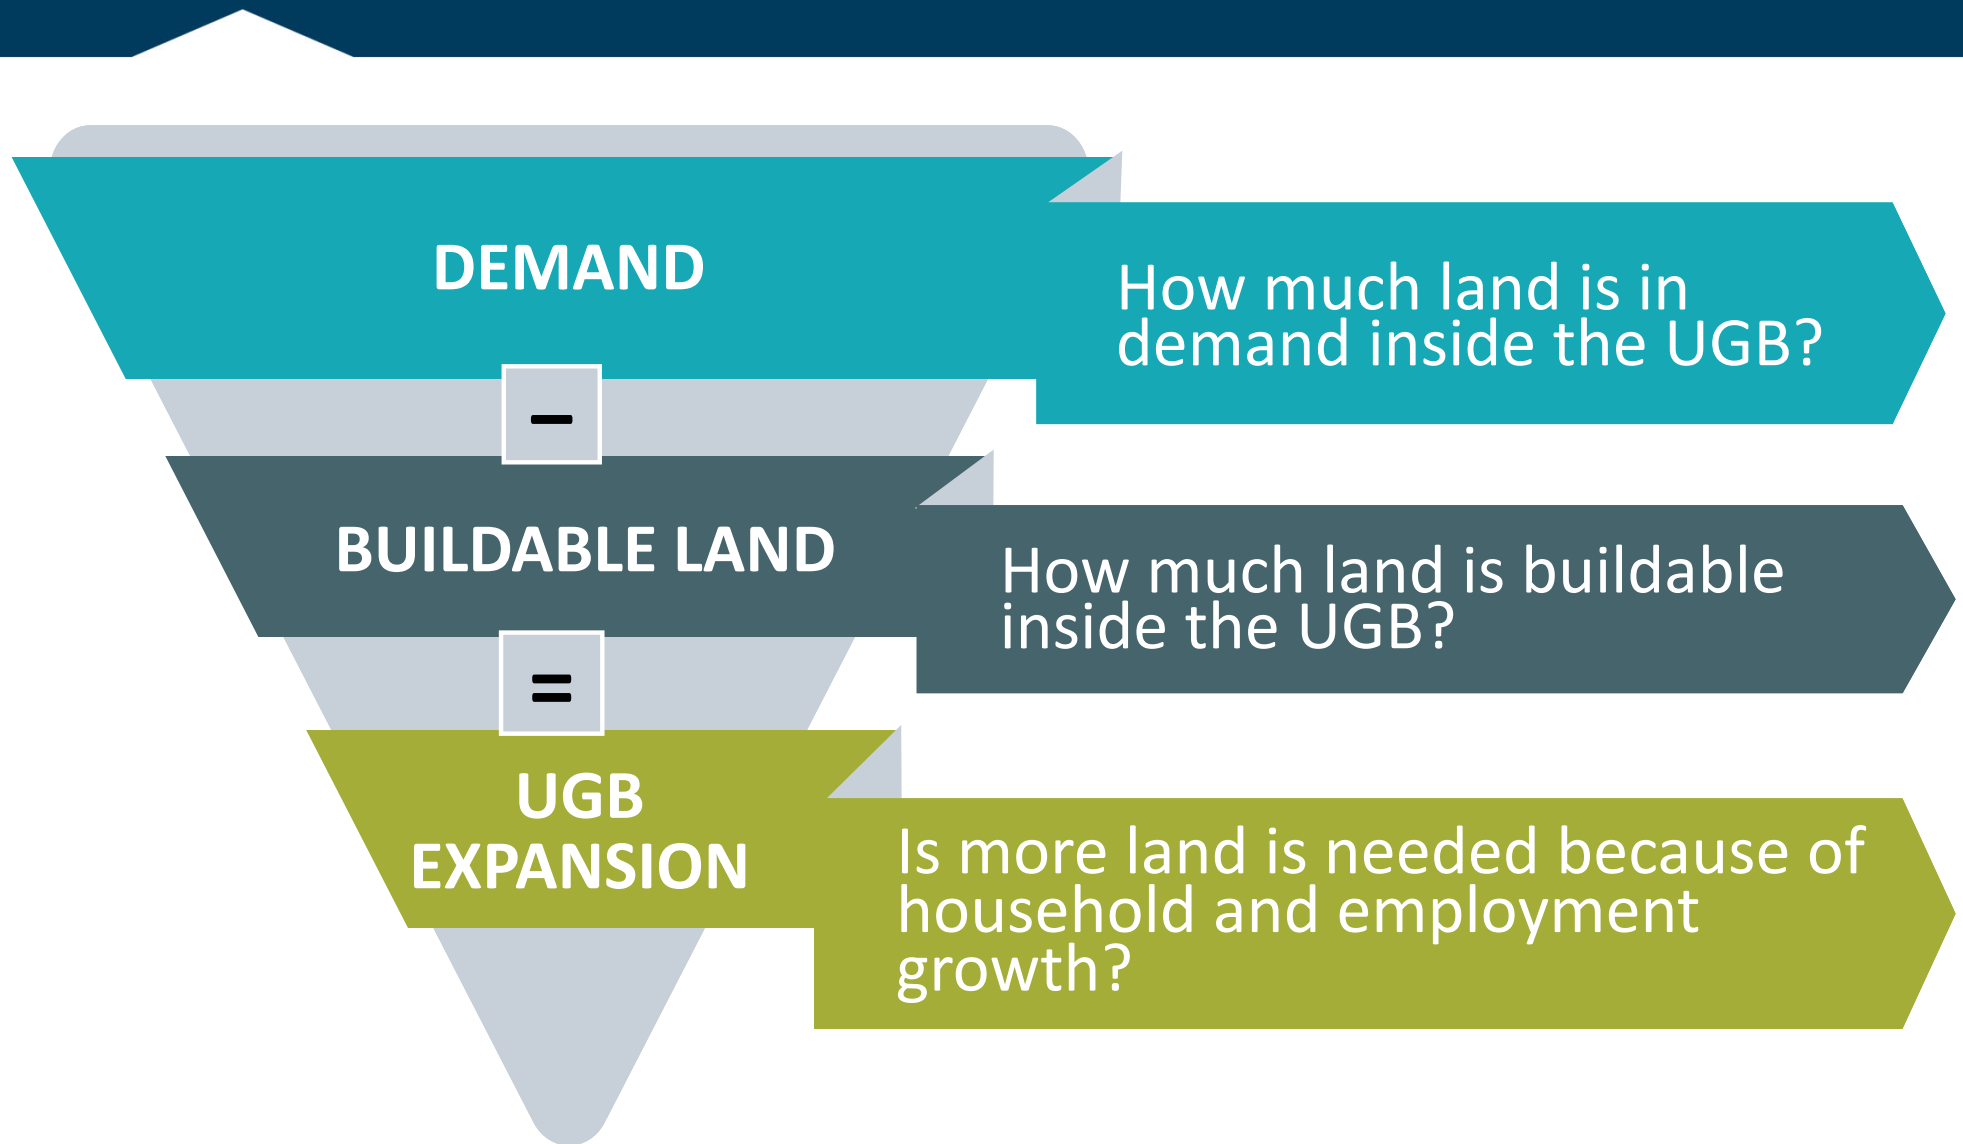 DEMAND
How much land is in
demand inside the UGB?
–
BUILDABLE LAND
How much land is buildable
inside the UGB?
=
UGB
EXPANSION
Is more land is needed because of
household and employment
growth?